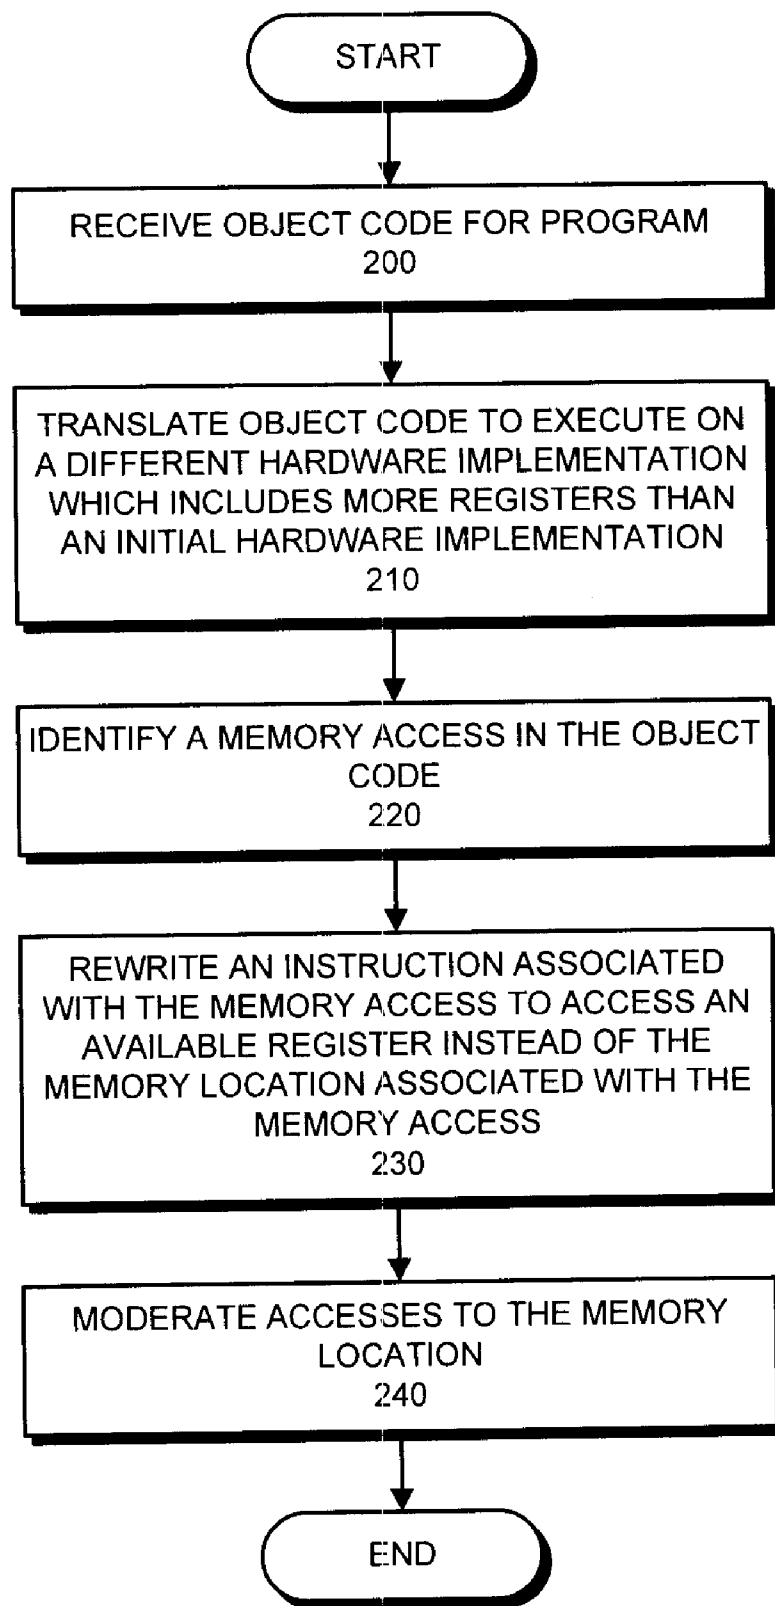 START
RECEIVE OBJECT CODE FOR PROGRAM
200
TRANSLATE OBJECT CODE TO EXECUTE ON
A DIFFERENT HARDWARE IMPLEMENTATION
WHICH INCLUDES MORE REGISTERS THAN
AN INITIAL HARDWARE IMPLEMENTATION
210
IDENTIFY A MEMORY ACCESS IN THE OBJECT
CODE
220
REWRITE AN INSTRUCTION ASSOCIATED
WITH THE MEMORY ACCESS TO ACCESS AN
AVAILABLE REGISTER INSTEAD OF THE
MEMORY LOCATION ASSOCIATED WITH THE
MEMORY ACCESS
230
MODERATE ACCESSES TO THE MEMORY
LOCATION
240
END